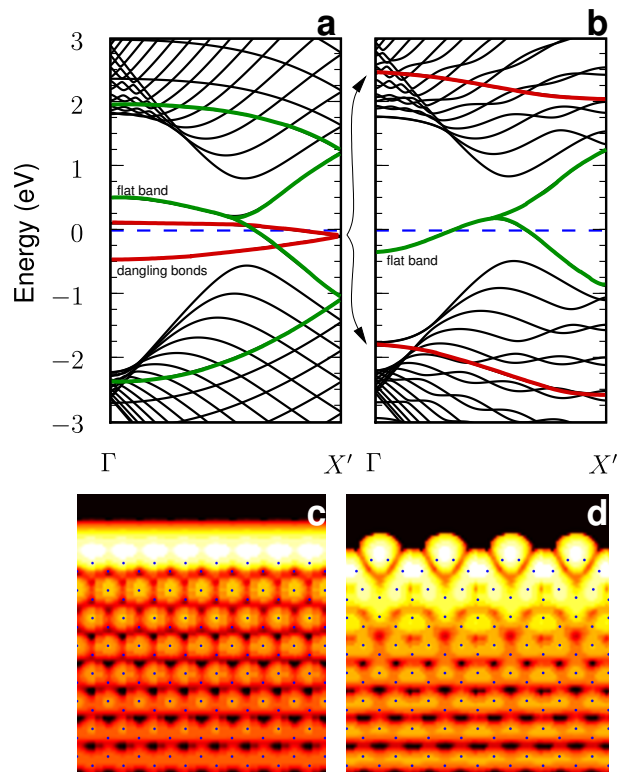 a
b
3
2
1
0
−1
−2
−3
Energy (eV)
flat band
dangling bonds
flat band
Γ
X′
Γ
X′
c
d